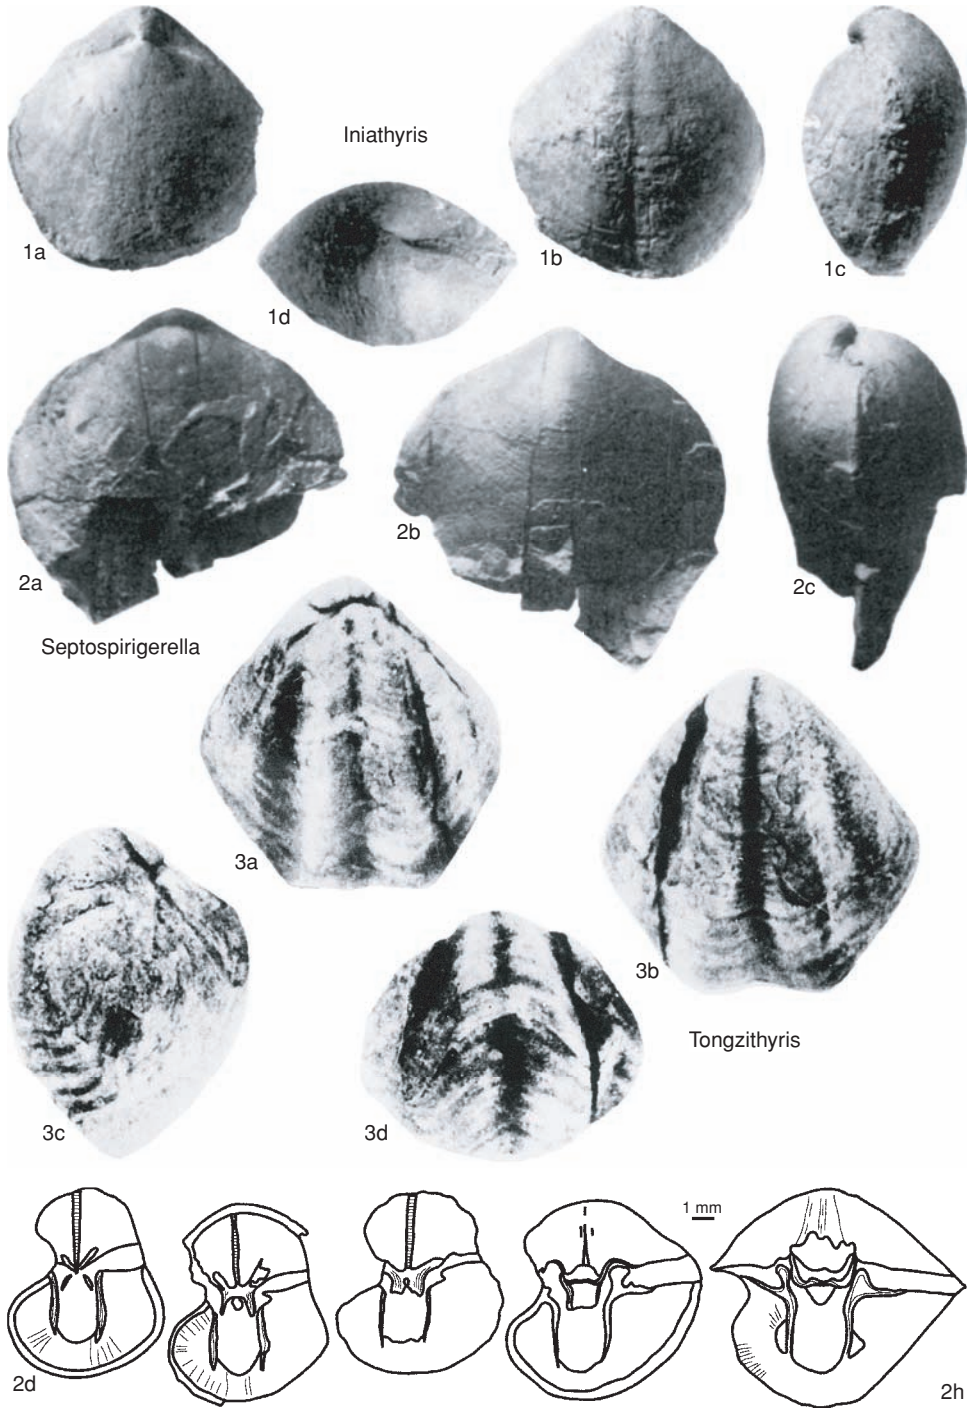 Iniathyris
1a
1b
1c
1d
2a
2b
2c
Septospirigerella
3a
3b
3c
3d
Tongzithyris
1 mm
2d
2h